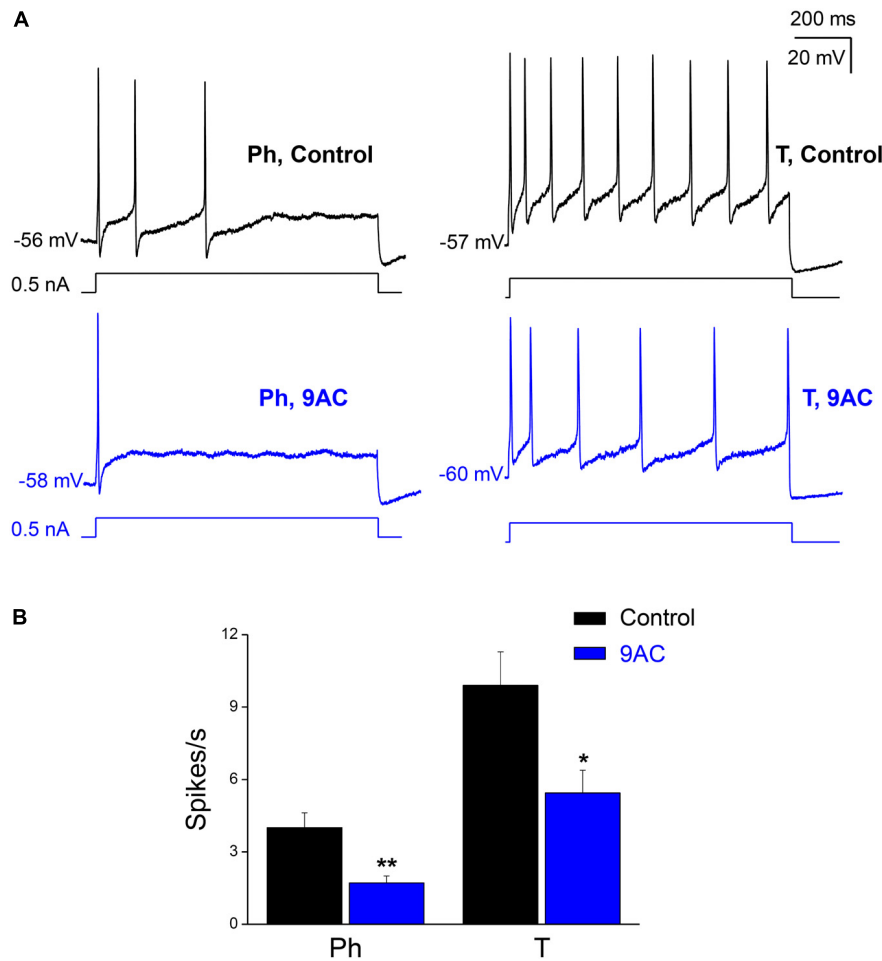 A
200 ms
20 mV
Ph, Control
T, Control
-56 mV
-57 mV
0.5 nA
Ph, 9AC
T, 9AC
-58 mV
-60 mV
0.5 nA
B
Control
9AC
12
9
6
3
0
Spikes/s
**
*
Ph
T